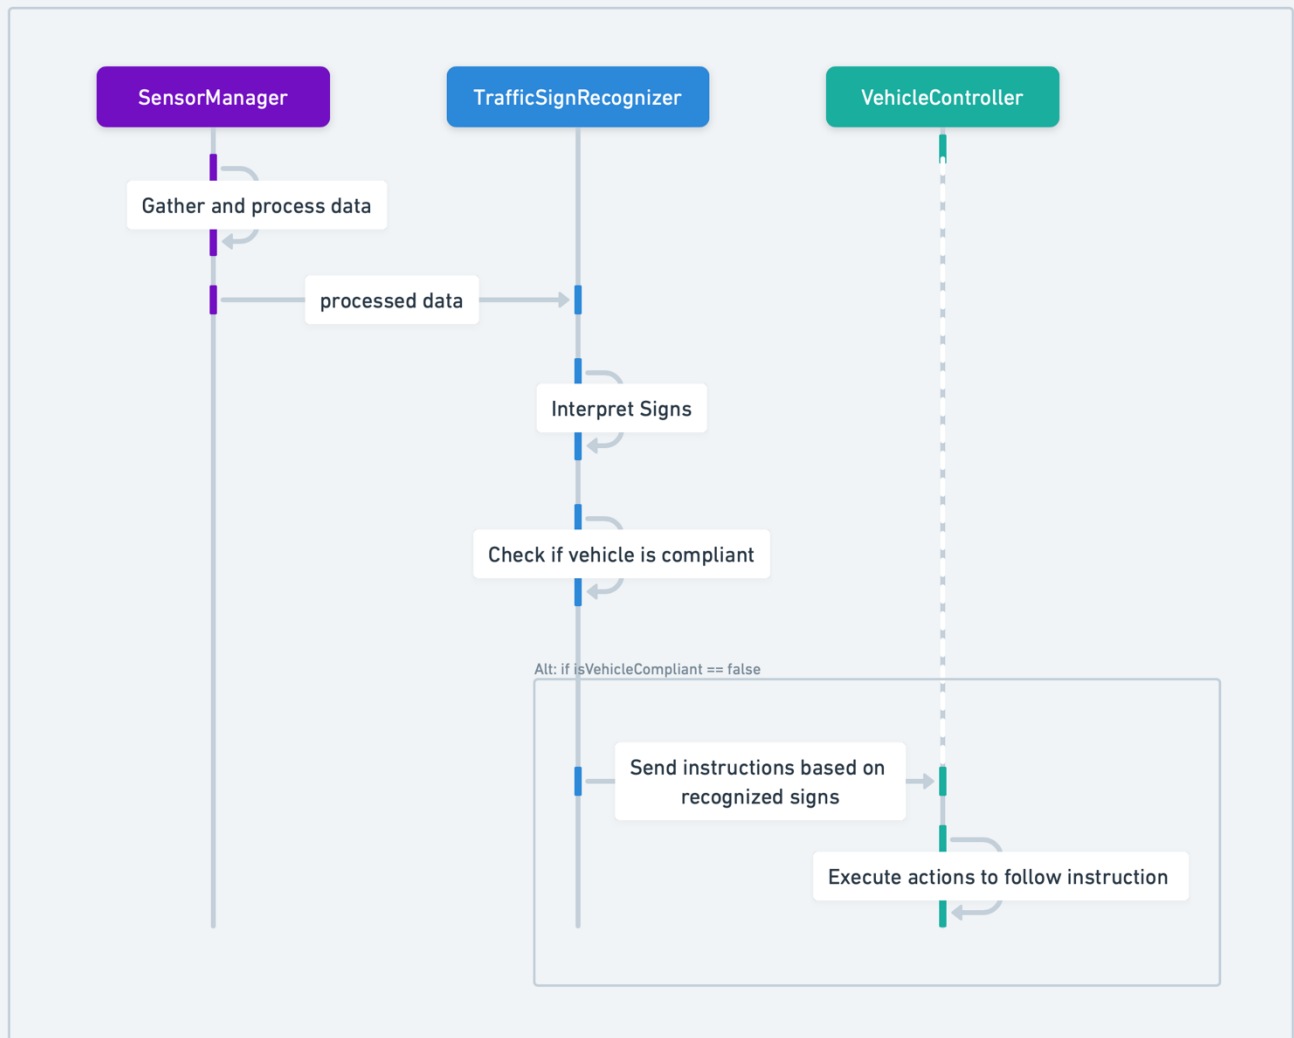 SensorManager
TrafficSignRecognizer
VehicleController
Gather and process data
processed data
Interpret Signs
Check if vehicle is compliant
Alt: if isVehicleCompliant == false
Send instructions based on
recognized signs
Execute actions to follow instruction